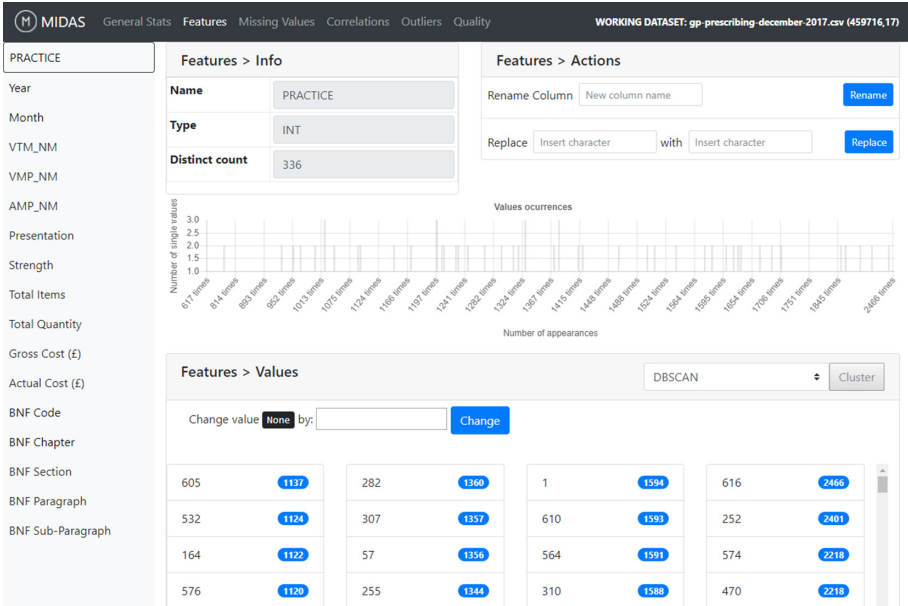 M MIDAS General Stats Features Missing Values Correlations Outliers Quality WORKING DATASET: gp-prescribing-december-2017.csv (459716,17)
PRACTICE
Year
Month
VTM_NM
VMP_NM
AMP_NM
Presentation
Strength
Total Items
Total Quantity
Gross Cost (£)
Actual Cost (£)
BNF Code
BNF Chapter
BNF Section
BNF Paragraph
BNF Sub-Paragraph
Features > Info
Name PRACTICE
Type INT
Distinct count 336
Features > Actions
Rename Column New column name Rename
Replace Insert character with Insert character Replace
Values ocurrences
Number of single values
3.0
2.5
2.0
1.5
1.0
617 times 814 times 893 times 952 times 1013 times 1075 times 1124 times 1166 times 1197 times 1241 times 1282 times 1324 times 1367 times 1415 times 1448 times 1488 times 1524 times 1564 times 1595 times 1654 times 1706 times 1751 times 1845 times 2466 times
Number of appearances
Features > Values DBSCAN Cluster
Change value None by: Change
605 1137 282 1360 1 1594 616 2466
532 1124 307 1357 610 1593 252 2401
164 1122 57 1356 564 1591 574 2218
576 1120 255 1344 310 1588 470 2218